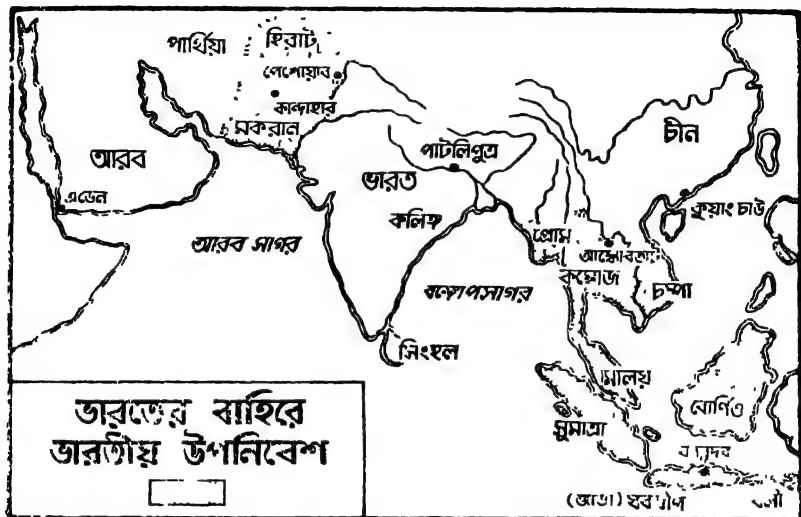 পার্থিয়া
হিরাট
পেশোয়ার
কান্দাহার
মকরান
আরব
এডেন
আরব সাগর
ভারত
পাটলিপুত্র
কলিঙ্গ
বঙ্গোপসাগর
সিংহল
চীন
কুয়াং চাউ
প্রোম
কম্বোজ
চম্পা
মালয়
সুমাত্রা
বোর্ণিও
(জাভা) যবদ্বীপ
ভারতের বাহিরে
ভারতীয় উপনিবেশ